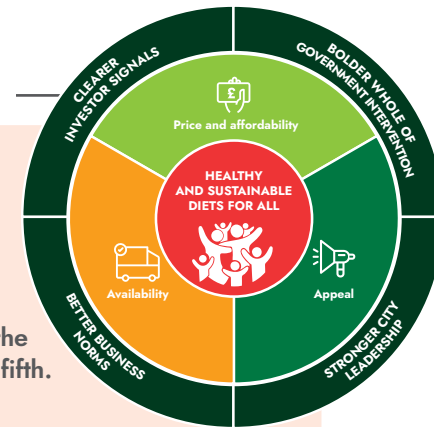 CLEARER
INVESTOR SIGNALS
BOLDER WHOLE OF
GOVERNMENT INTERVENTION
£
Price and affordability
HEALTHY
AND SUSTAINABLE
DIETS FOR ALL
Availability
Appeal
BETTER BUSINESS
NORMS
STRONGER CITY
LEADERSHIP
the
fifth.